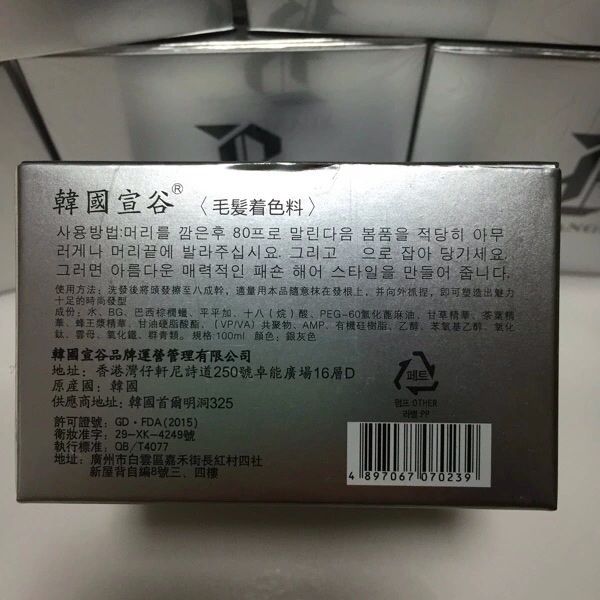 韓國宣谷® 〈毛髮着色料〉
사용방법:머리를 깜은후 80프로 말린다음 봄품을 적당히 아무
러게나 머리끝에 발라주십시요. 그리고 으로 잡아 당기세요.
그러면 아름다운 매력적인 패숀 해어 스타일을 만들어 줍니다.
使用方法：洗發後將頭發擦至八成幹，適量用本品隨意抹在發根上，并向外抓捏，即可塑造出魅力
十足的時尚發型
成份：水、BG、巴西棕櫚蠟、平平加、十八（烷）酸、PEG-60氫化蓖麻油、甘草精華、茶葉精
華、蜂王漿精華、甘油硬脂酸酯、（VP/VA）共聚物、AMP、有機硅樹脂、乙醇、苯氧基乙醇、氧化
鈦、雲母、氧化鐵、群青類。規格:100ml 顏色：銀灰色
韓國宣谷品牌運營管理有限公司
地址：香港灣仔軒尼詩道250號卓能廣場16層D
原産國：韓國
供應商地址：韓國首爾明洞325
許可證號：GD・FDA(2015)
衛妝准字：29-XK-4249號
執行標准：QB/T4077
地址：廣州市白雲區嘉禾街長紅村四社
新屋背自編8號三、四樓
페트
펌프:OTHER
라벨:PP
4 897067 070239